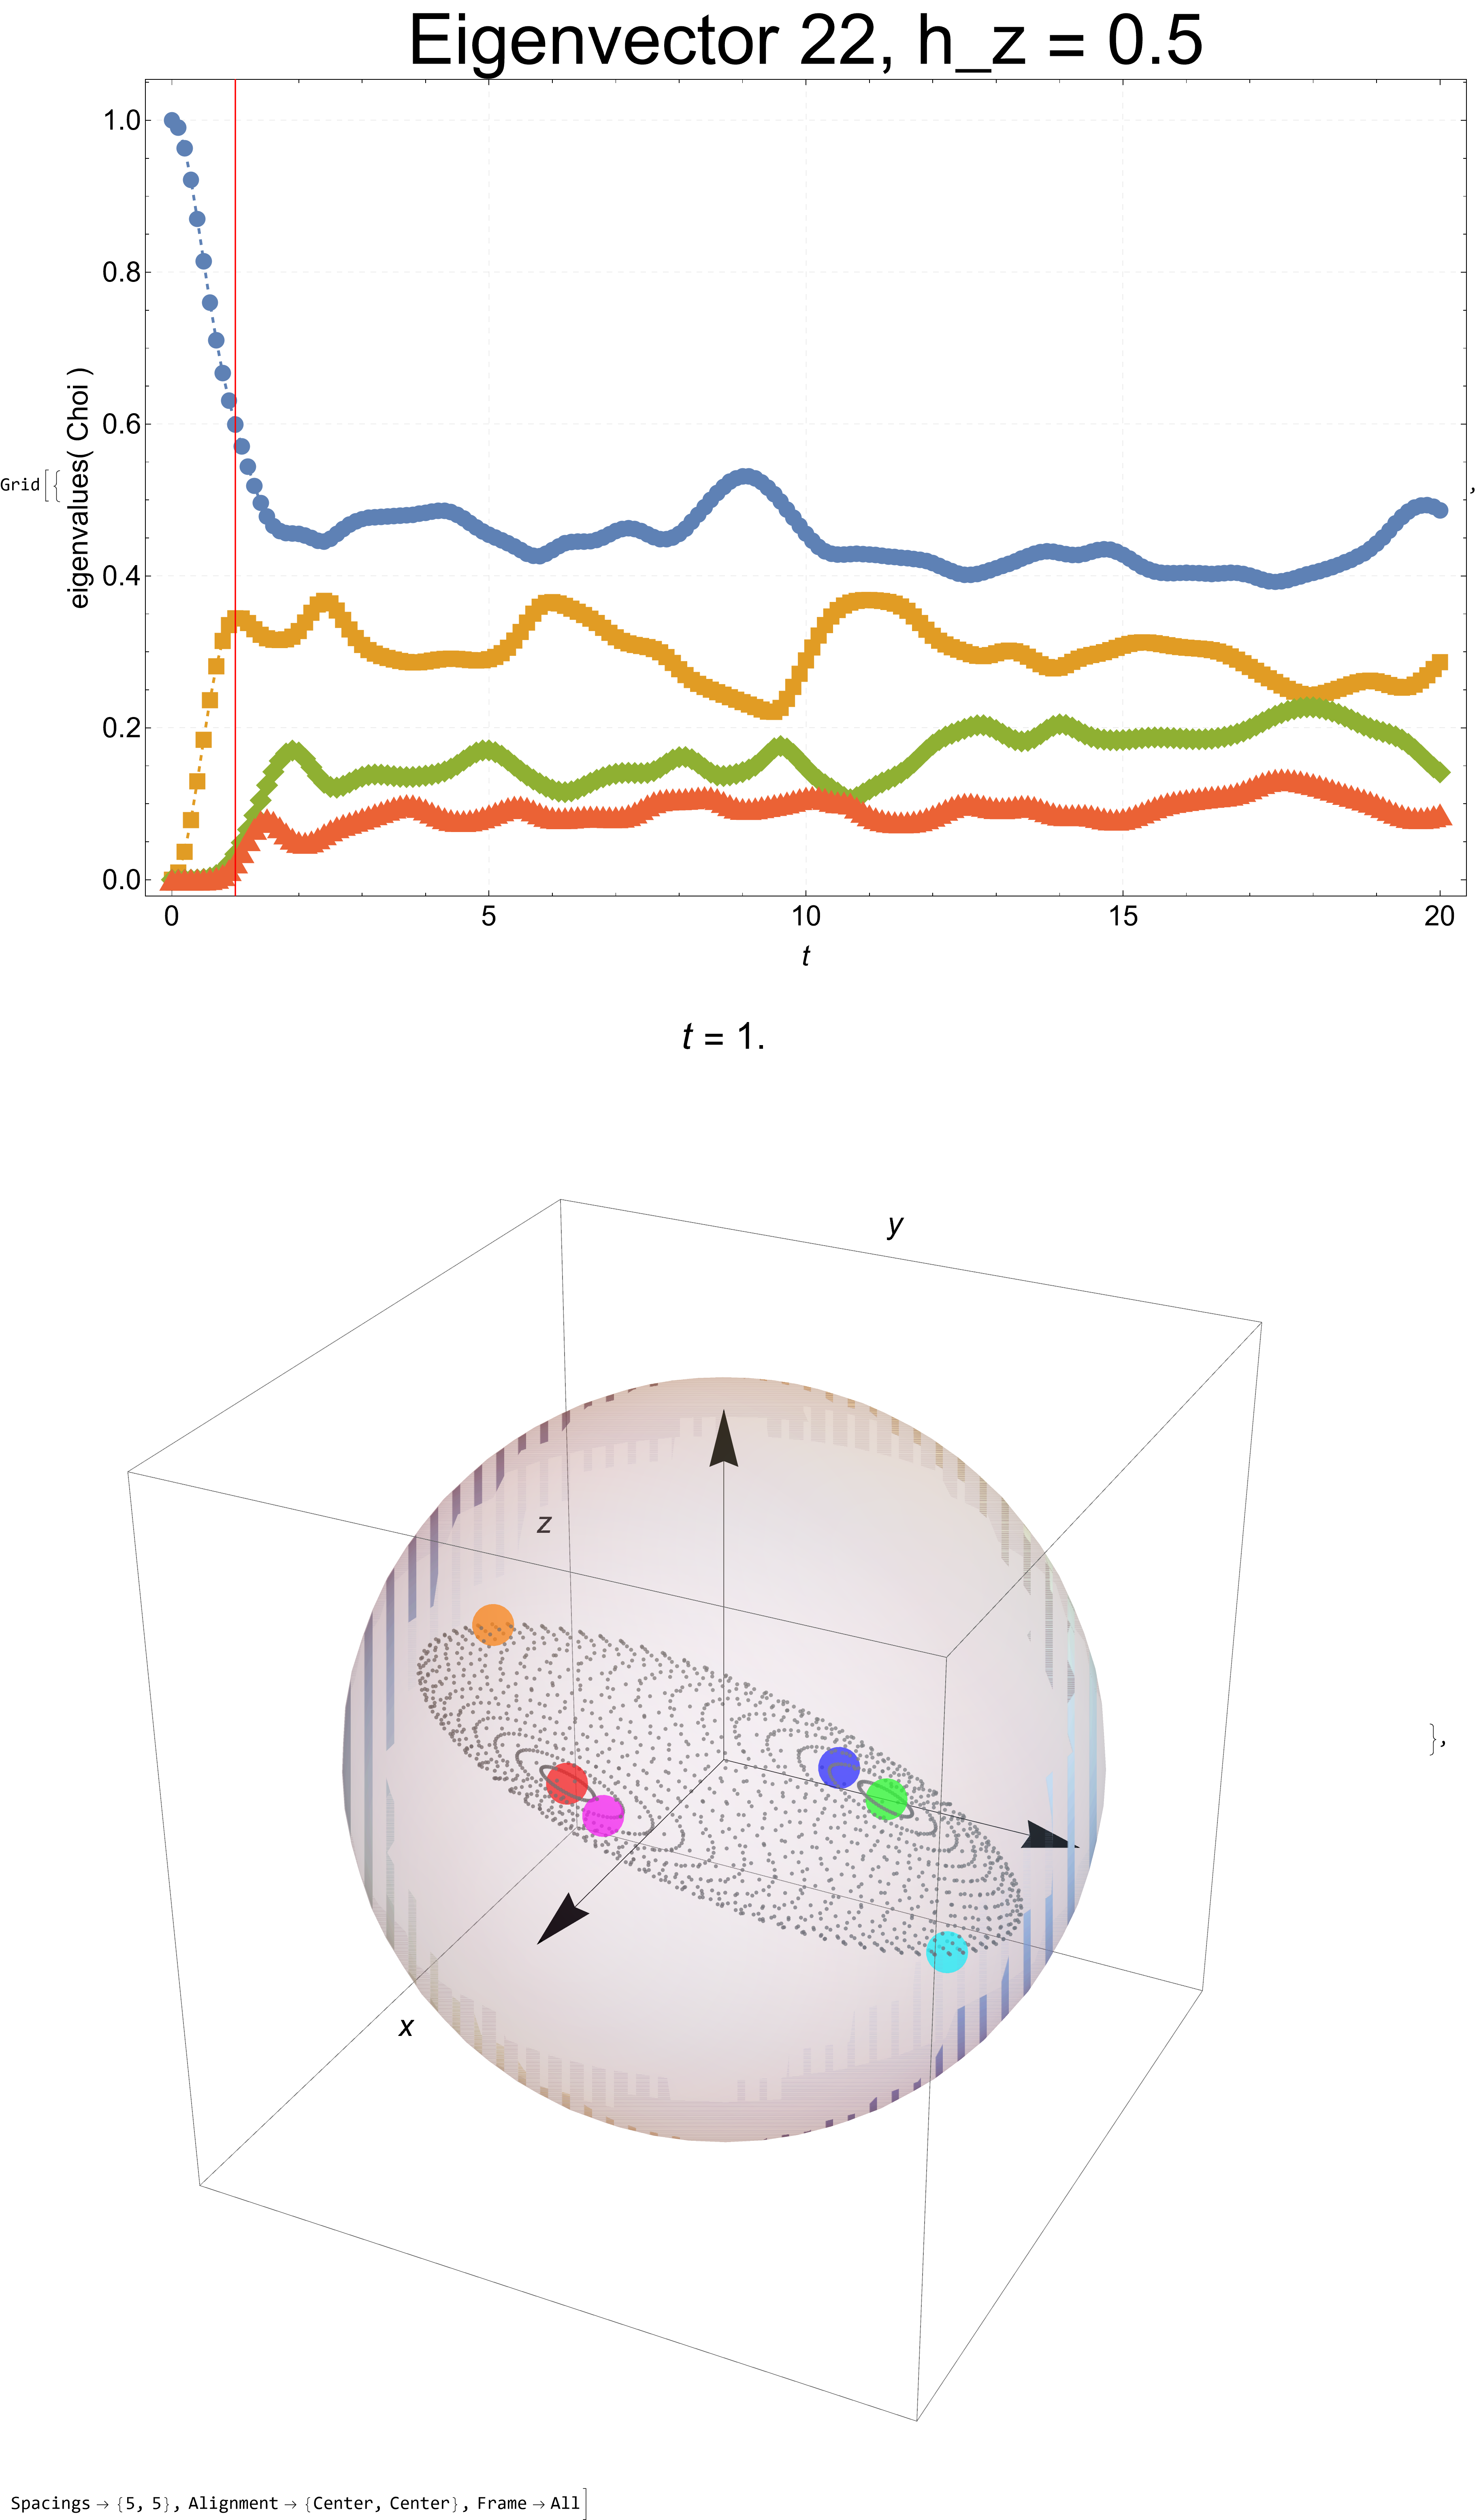 Eigenvector 22, h_z = 0.5
1.0
0.8
0.6
0.4
0.2
0.0
eigenvalues( Choi )
Grid[{
,
0 5 10 15 20
t
t = 1.
y
z
x
},
Spacings → {5, 5}, Alignment → {Center, Center}, Frame → All]